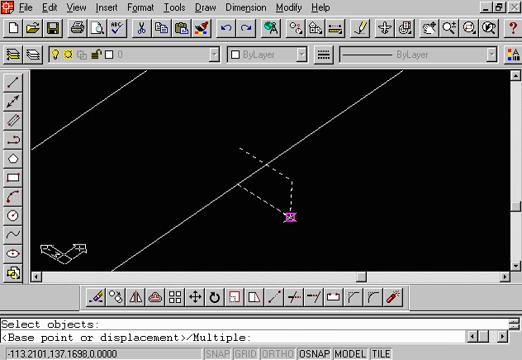 File Edit View Insert Format Tools Draw Dimension Modify Help
0 ByLayer ByLayer
Select objects:
<Base point or displacement>/Multiple:
-113.2101,137.1698,0.0000 SNAP GRID ORTHO OSNAP MODEL TILE